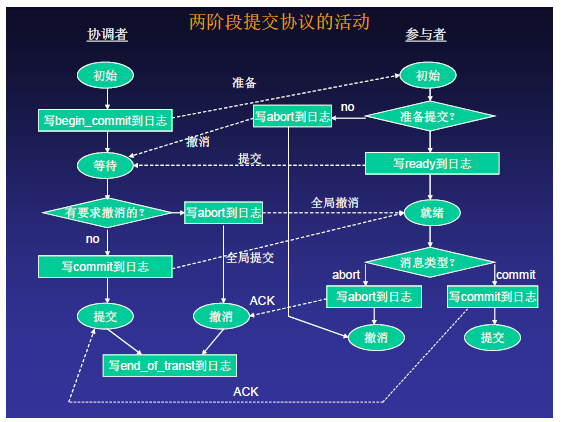 两阶段提交协议的活动
协调者
参与者
初始
初始
准备
写begin_commit到日志
写abort到日志
no
准备提交?
撤消
等待
提交
写ready到日志
有要求撤消的?
写abort到日志
全局撤消
就绪
no
写commit到日志
全局提交
消息类型?
abort
commit
ACK
写abort到日志
写commit到日志
提交
撤消
撤消
提交
写end_of_transt到日志
ACK